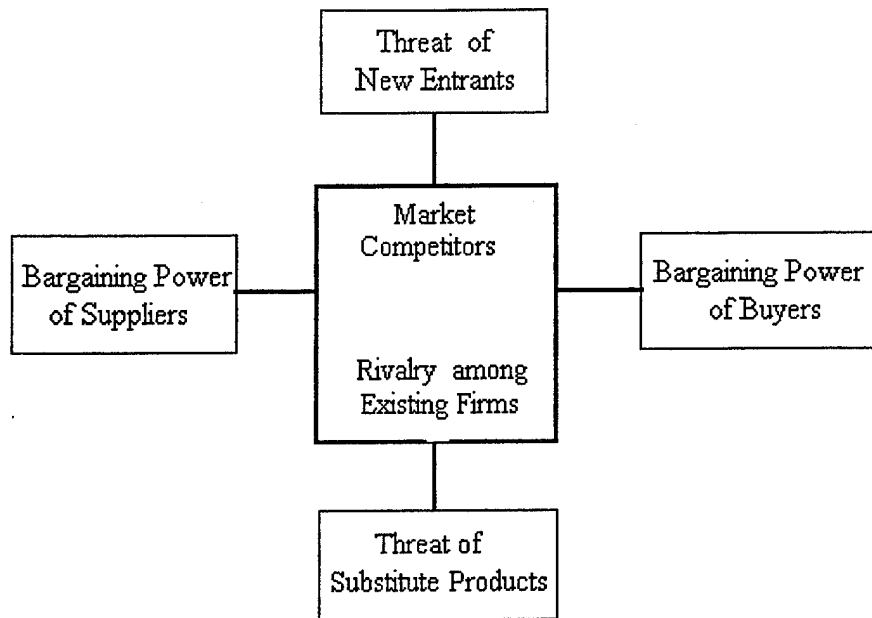 Threat of
New Entrants
Market
Competitors
Bargaining Power
of Suppliers
Bargaining Power
of Buyers
Rivalry among
Existing Firms
Threat of
Substitute Products